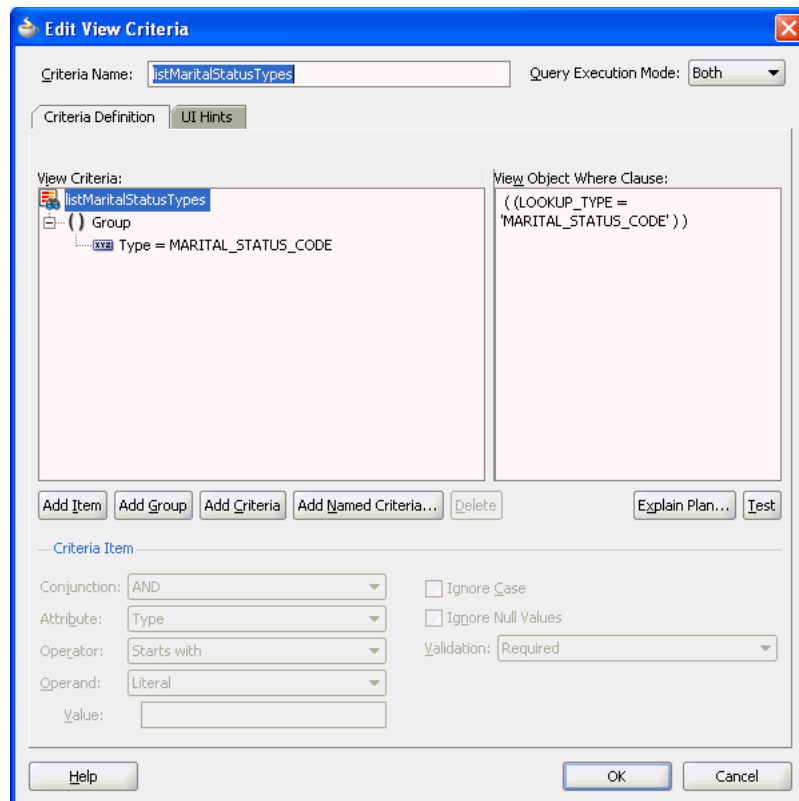 Edit View Criteria
Criteria Name: listMaritalStatusTypes Query Execution Mode: Both
Criteria Definition UI Hints
View Criteria: View Object Where Clause:
listMaritalStatusTypes
( ) Group
Type = MARITAL_STATUS_CODE
( (LOOKUP_TYPE =
'MARITAL_STATUS_CODE' ) )
Add Item Add Group Add Criteria Add Named Criteria... Delete Explain Plan... Test
Criteria Item
Conjunction: AND Ignore Case
Attribute: Type Ignore Null Values
Operator: Starts with Validation: Required
Operand: Literal
Value:
Help OK Cancel